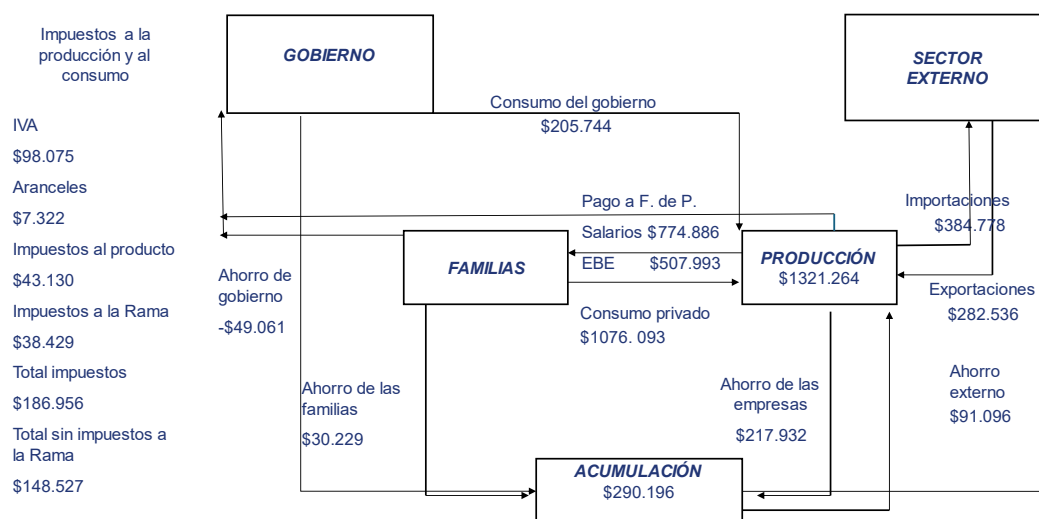 Impuestos a la
producción y al
consumo
IVA
$98.075
Aranceles
$7.322
Impuestos al producto
$43.130
Impuestos a la Rama
$38.429
Total impuestos
$186.956
Total sin impuestos a
la Rama
$148.527
GOBIERNO
SECTOR
EXTERNO
Consumo del gobierno
$205.744
Pago a F. de P.
Salarios $774.886
EBE $507.993
FAMILIAS
PRODUCCIÓN
$1321.264
Importaciones
$384.778
Exportaciones
$282.536
Consumo privado
$1076. 093
Ahorro de
gobierno
-$49.061
Ahorro de las
familias
$30.229
Ahorro de las
empresas
$217.932
Ahorro
externo
$91.096
ACUMULACIÓN
$290.196